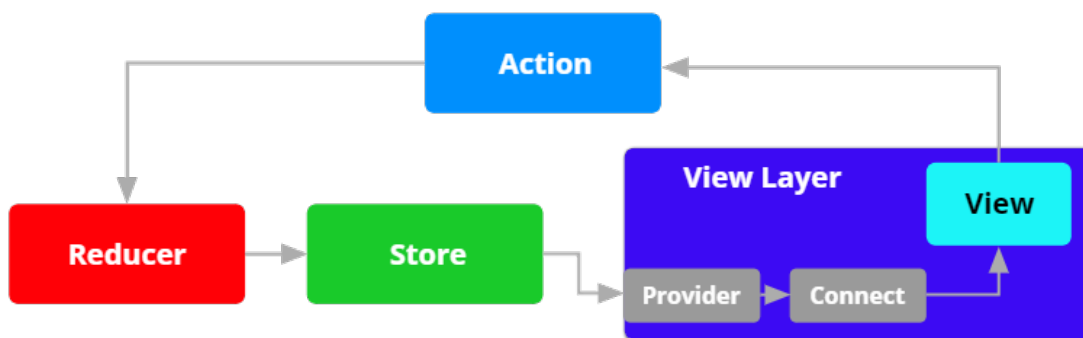 Action
View Layer
View
Reducer
Store
Provider
Connect